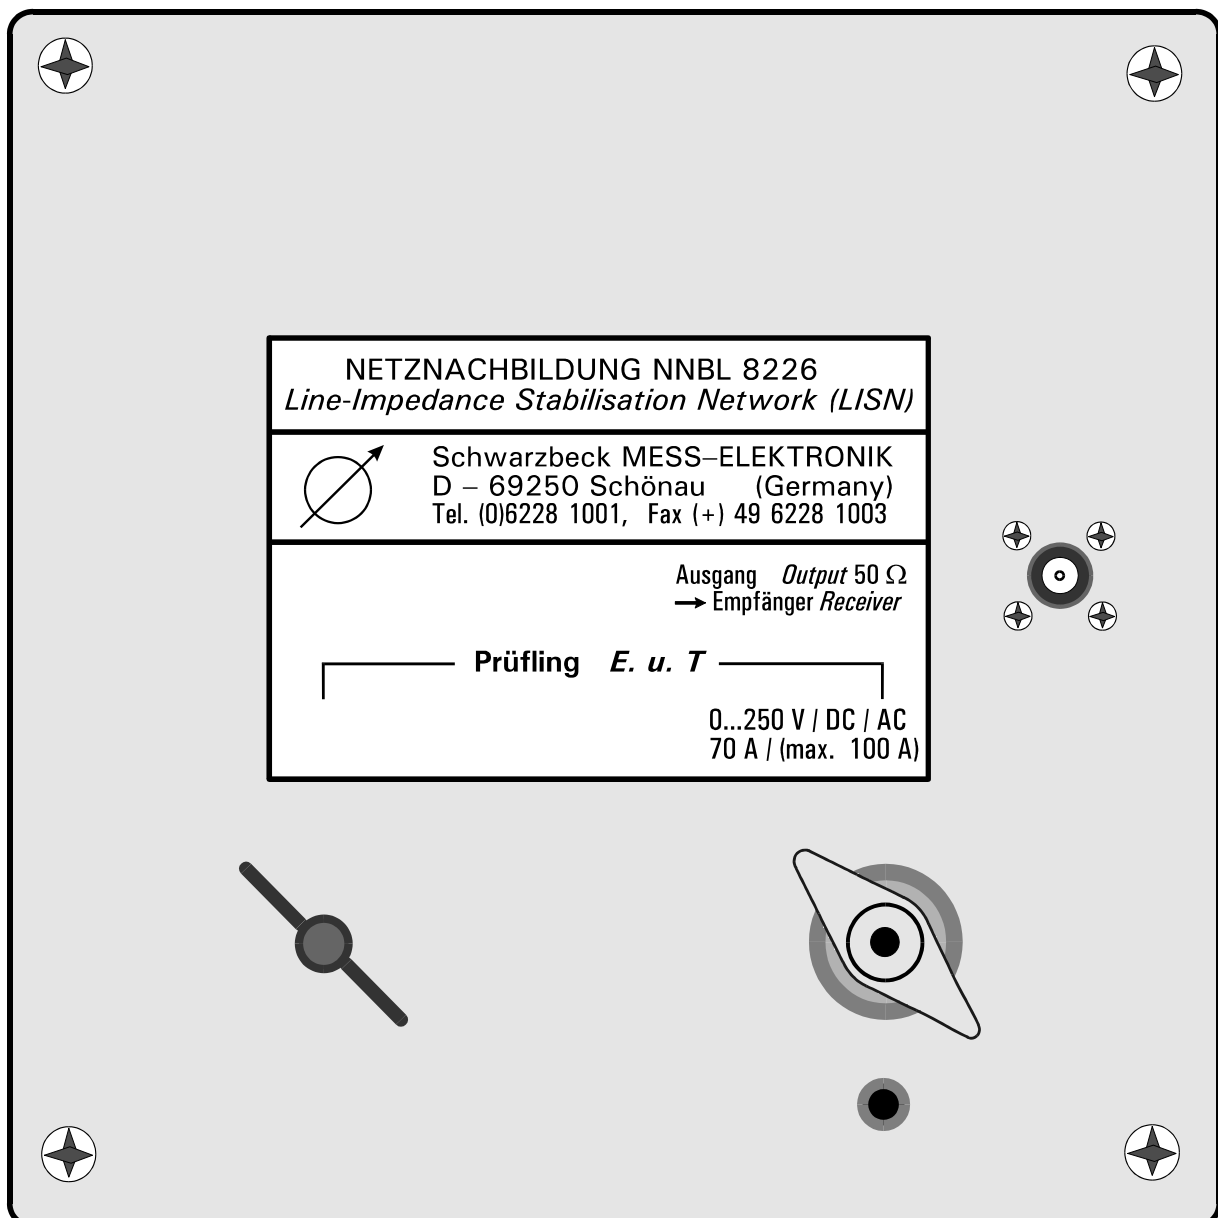 NETZNACHBILDUNG NNBL 8226
Line-Impedance Stabilisation Network (LISN)
Schwarzbeck MESS–ELEKTRONIK
D – 69250 Schönau (Germany)
Tel. (0)6228 1001, Fax (+) 49 6228 1003
Ausgang Output 50 Ω
→ Empfänger Receiver
Prüfling E. u. T
0...250 V / DC / AC
70 A / (max. 100 A)